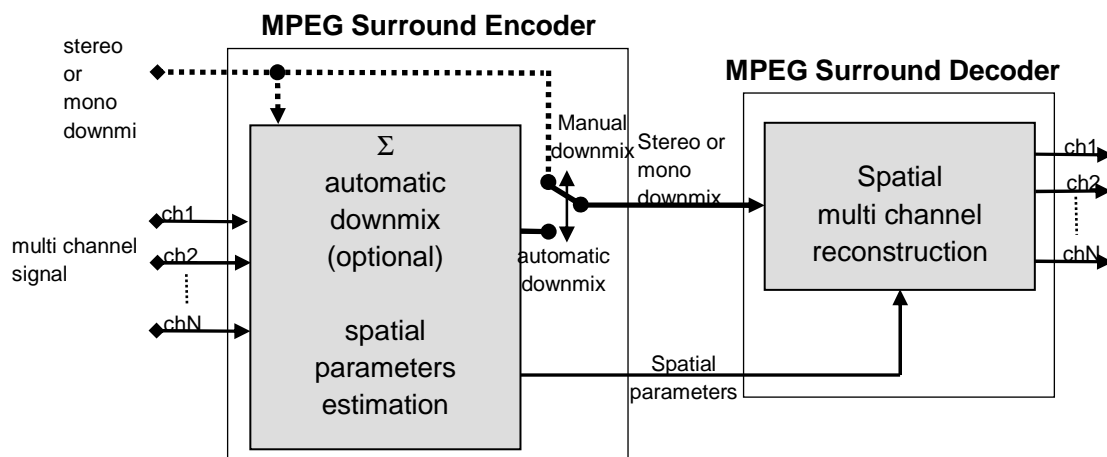 MPEG Surround Encoder
stereo
or
mono
downmi
MPEG Surround Decoder
Σ
automatic
downmix
(optional)
spatial
parameters
estimation
Manual
downmix
automatic
downmix
Stereo or
mono
downmix
Spatial
multi channel
reconstruction
ch1
ch2
chN
multi channel
signal
ch1
ch2
chN
Spatial
parameters